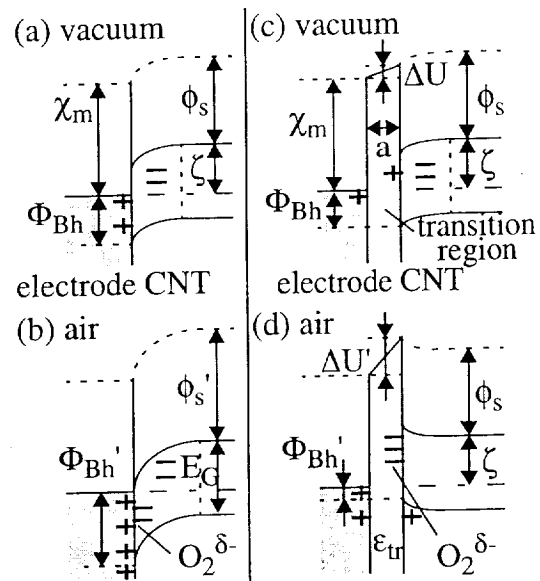 (a) vacuum
χm
ϕs
ζ
ΦBh
electrode CNT
(b) air
ϕs'
ΦBh'
EG
O2δ-
(c) vacuum
ΔU
χm
ϕs
a
ζ
ΦBh
transition
region
electrode CNT
(d) air
ΔU'
ϕs
ΦBh'
ζ
εtr
O2δ-